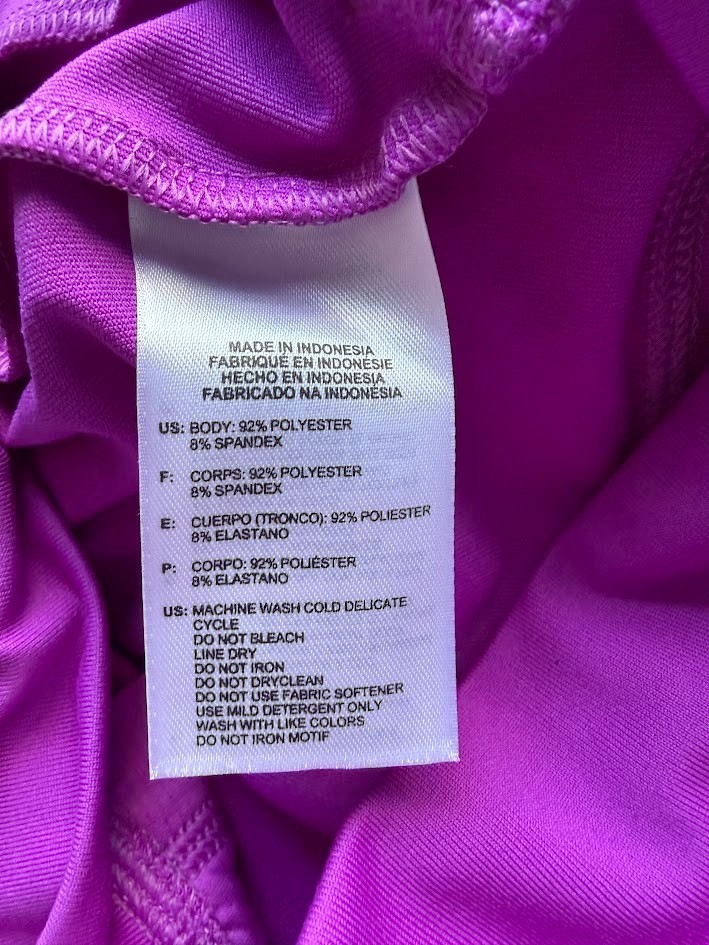 MADE IN INDONESIA
FABRIQUÉ EN INDONÉSIE
HECHO EN INDONESIA
FABRICADO NA INDONÉSIA
US: BODY: 92% POLYESTER
8% SPANDEX
F: CORPS: 92% POLYESTER
8% SPANDEX
E: CUERPO (TRONCO): 92% POLIESTER
8% ELASTANO
P: CORPO: 92% POLIÉSTER
8% ELASTANO
US: MACHINE WASH COLD DELICATE
CYCLE
DO NOT BLEACH
LINE DRY
DO NOT IRON
DO NOT DRYCLEAN
DO NOT USE FABRIC SOFTENER
USE MILD DETERGENT ONLY
WASH WITH LIKE COLORS
DO NOT IRON MOTIF